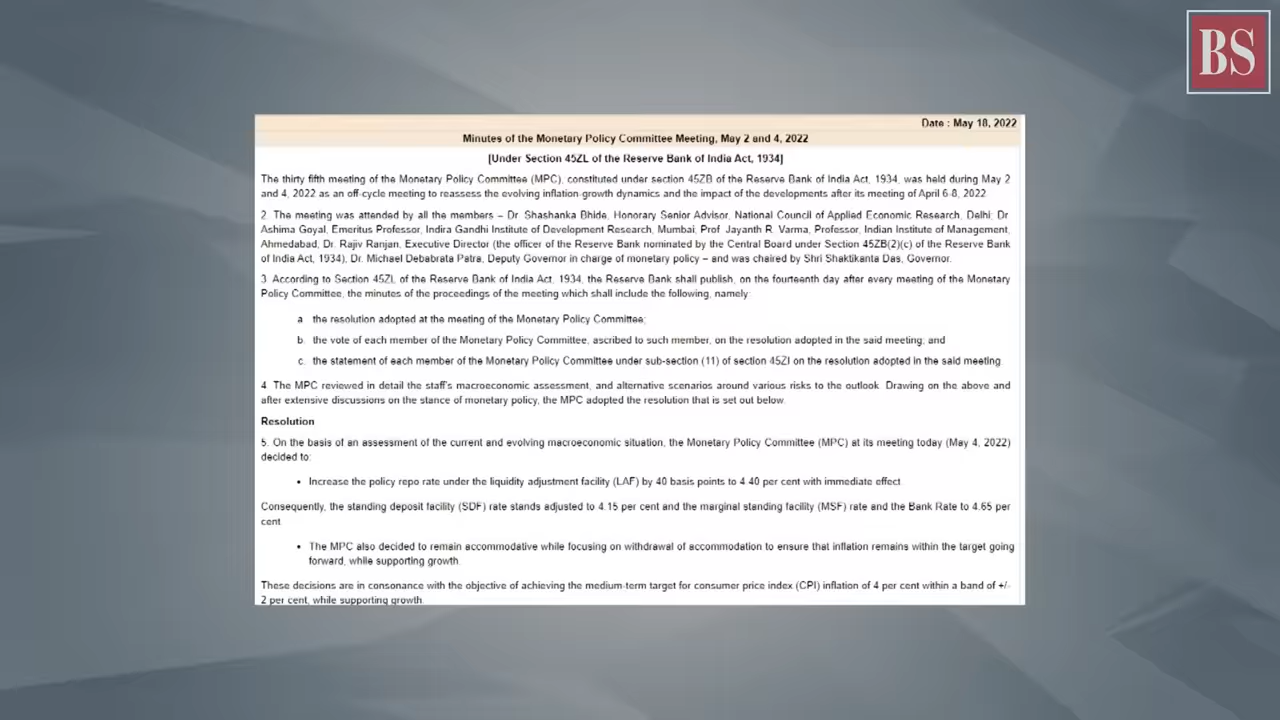 BS
Date : May 18, 2022
Minutes of the Monetary Policy Committee Meeting, May 2 and 4, 2022
[Under Section 45ZL of the Reserve Bank of India Act, 1934]
The thirty fifth meeting of the Monetary Policy Committee (MPC), constituted under section 45ZB of the Reserve Bank of India Act, 1934, was held during May 2
and 4, 2022 as an off-cycle meeting to reassess the evolving inflation-growth dynamics and the impact of the developments after its meeting of April 6-8, 2022.
2. The meeting was attended by all the members – Dr. Shashanka Bhide, Honorary Senior Advisor, National Council of Applied Economic Research, Delhi; Dr.
Ashima Goyal, Emeritus Professor, Indira Gandhi Institute of Development Research, Mumbai; Prof. Jayanth R. Varma, Professor, Indian Institute of Management,
Ahmedabad; Dr. Rajiv Ranjan, Executive Director (the officer of the Reserve Bank nominated by the Central Board under Section 45ZB(2)(c) of the Reserve Bank
of India Act, 1934); Dr. Michael Debabrata Patra, Deputy Governor in charge of monetary policy – and was chaired by Shri Shaktikanta Das, Governor.
3. According to Section 45ZL of the Reserve Bank of India Act, 1934, the Reserve Bank shall publish, on the fourteenth day after every meeting of the Monetary
Policy Committee, the minutes of the proceedings of the meeting which shall include the following, namely:
a. the resolution adopted at the meeting of the Monetary Policy Committee;
b. the vote of each member of the Monetary Policy Committee, ascribed to such member, on the resolution adopted in the said meeting; and
c. the statement of each member of the Monetary Policy Committee under sub-section (11) of section 45ZI on the resolution adopted in the said meeting.
4. The MPC reviewed in detail the staff's macroeconomic assessment, and alternative scenarios around various risks to the outlook. Drawing on the above and
after extensive discussions on the stance of monetary policy, the MPC adopted the resolution that is set out below.
Resolution
5. On the basis of an assessment of the current and evolving macroeconomic situation, the Monetary Policy Committee (MPC) at its meeting today (May 4, 2022)
decided to:
• Increase the policy repo rate under the liquidity adjustment facility (LAF) by 40 basis points to 4.40 per cent with immediate effect.
Consequently, the standing deposit facility (SDF) rate stands adjusted to 4.15 per cent and the marginal standing facility (MSF) rate and the Bank Rate to 4.65 per
cent.
• The MPC also decided to remain accommodative while focusing on withdrawal of accommodation to ensure that inflation remains within the target going
forward, while supporting growth.
These decisions are in consonance with the objective of achieving the medium-term target for consumer price index (CPI) inflation of 4 per cent within a band of +/-
2 per cent, while supporting growth.